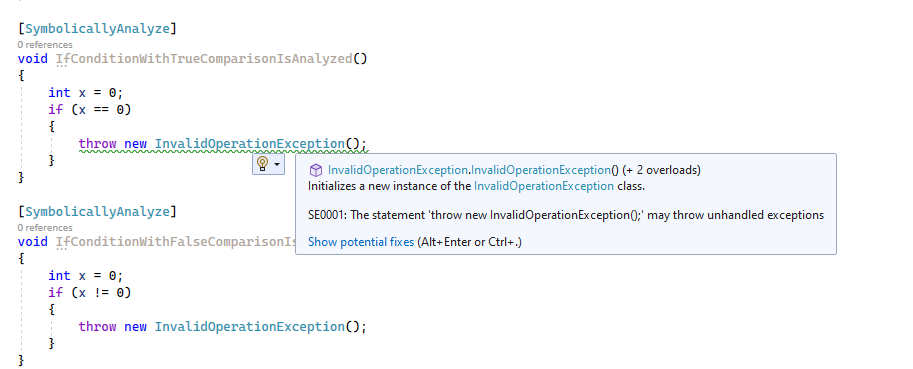 [SymbolicallyAnalyze]
0 references
void IfConditionWithTrueComparisonIsAnalyzed()
{
int x = 0;
if (x == 0)
{
throw new InvalidOperationException();
}
}
InvalidOperationException.InvalidOperationException() (+ 2 overloads)
Initializes a new instance of the InvalidOperationException class.
SE0001: The statement 'throw new InvalidOperationException();' may throw unhandled exceptions
Show potential fixes (Alt+Enter or Ctrl+.)
[SymbolicallyAnalyze]
0 references
void IfConditionWithFalseComparisonIs
{
int x = 0;
if (x != 0)
{
throw new InvalidOperationException();
}
}